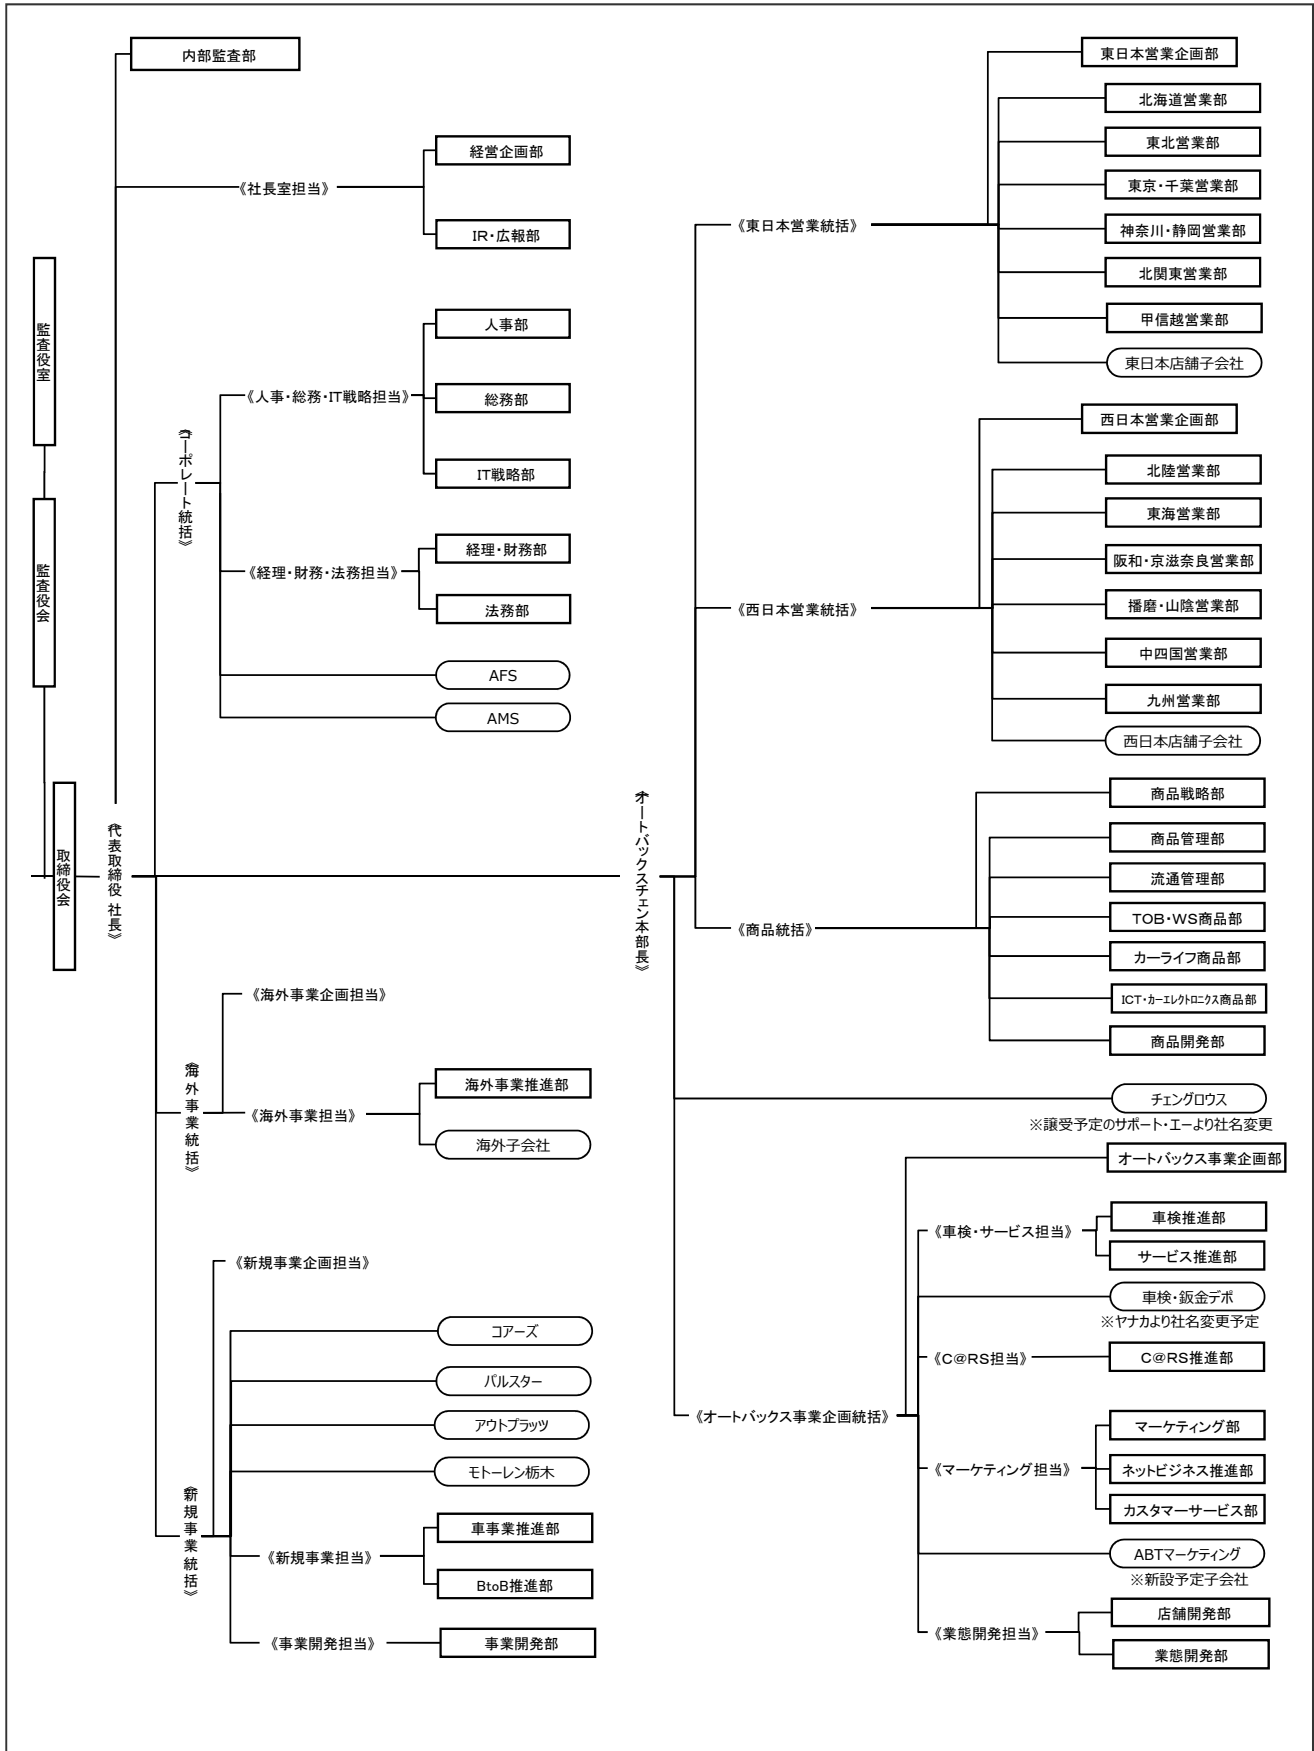 内部監査部
《社長室担当》
経営企画部
IR・広報部
監査役室
監査役会
取締役会
《代表取締役 社長》
《コーポレート統括》
《人事・総務・IT戦略担当》
人事部
総務部
IT戦略部
《経理・財務・法務担当》
経理・財務部
法務部
AFS
AMS
《海外事業統括》
《海外事業企画担当》
《海外事業担当》
海外事業推進部
海外子会社
《新規事業統括》
《新規事業企画担当》
コアーズ
パルスター
アウトプラッツ
モトーレン栃木
《新規事業担当》
車事業推進部
BtoB推進部
《事業開発担当》
事業開発部
《オートバックスチェン本部長》
《東日本営業統括》
東日本営業企画部
北海道営業部
東北営業部
東京・千葉営業部
神奈川・静岡営業部
北関東営業部
甲信越営業部
東日本店舗子会社
《西日本営業統括》
西日本営業企画部
北陸営業部
東海営業部
阪和・京滋奈良営業部
播磨・山陰営業部
中四国営業部
九州営業部
西日本店舗子会社
《商品統括》
商品戦略部
商品管理部
流通管理部
TOB・WS商品部
カーライフ商品部
ICT・カーエレクトロニクス商品部
商品開発部
チェングロウス
※譲受予定のサポート・エーより社名変更
《オートバックス事業企画統括》
オートバックス事業企画部
《車検・サービス担当》
車検推進部
サービス推進部
車検・鈑金デポ
※ヤナカより社名変更予定
《C@RS担当》
C@RS推進部
《マーケティング担当》
マーケティング部
ネットビジネス推進部
カスタマーサービス部
ABTマーケティング
※新設予定子会社
《業態開発担当》
店舗開発部
業態開発部